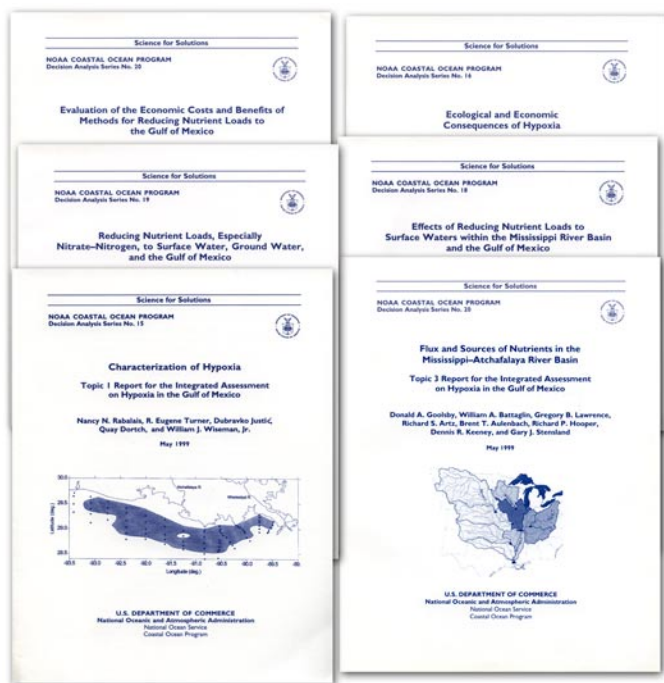 Science for Solutions
NOAA COASTAL OCEAN PROGRAM
Decision Analysis Series No. 20
Evaluation of the Economic Costs and Benefits of
Methods for Reducing Nutrient Loads to
the Gulf of Mexico
Science for Solutions
NOAA COASTAL OCEAN PROGRAM
Decision Analysis Series No. 16
Ecological and Economic
Consequences of Hypoxia
Science for Solutions
NOAA COASTAL OCEAN PROGRAM
Decision Analysis Series No. 19
Reducing Nutrient Loads, Especially
Nitrate–Nitrogen, to Surface Water, Ground Water,
and the Gulf of Mexico
Science for Solutions
NOAA COASTAL OCEAN PROGRAM
Decision Analysis Series No. 18
Effects of Reducing Nutrient Loads to
Surface Waters within the Mississippi River Basin
and the Gulf of Mexico
Science for Solutions
NOAA COASTAL OCEAN PROGRAM
Decision Analysis Series No. 15
Characterization of Hypoxia
Topic 1 Report for the Integrated Assessment
on Hypoxia in the Gulf of Mexico
Nancy N. Rabalais, R. Eugene Turner, Dubravko Justić,
Quay Dortch, and William J. Wiseman, Jr.
May 1999
Latitude (deg.)
Longitude (deg.)
U.S. DEPARTMENT OF COMMERCE
National Oceanic and Atmospheric Administration
National Ocean Service
Coastal Ocean Program
Science for Solutions
NOAA COASTAL OCEAN PROGRAM
Decision Analysis Series No. 20
Flux and Sources of Nutrients in the
Mississippi–Atchafalaya River Basin
Topic 3 Report for the Integrated Assessment
on Hypoxia in the Gulf of Mexico
Donald A. Goolsby, William A. Battaglin, Gregory B. Lawrence,
Richard S. Artz, Brent T. Aulenbach, Richard P. Hooper,
Dennis R. Keeney, and Gary J. Stensland
May 1999
U.S. DEPARTMENT OF COMMERCE
National Oceanic and Atmospheric Administration
National Ocean Service
Coastal Ocean Program